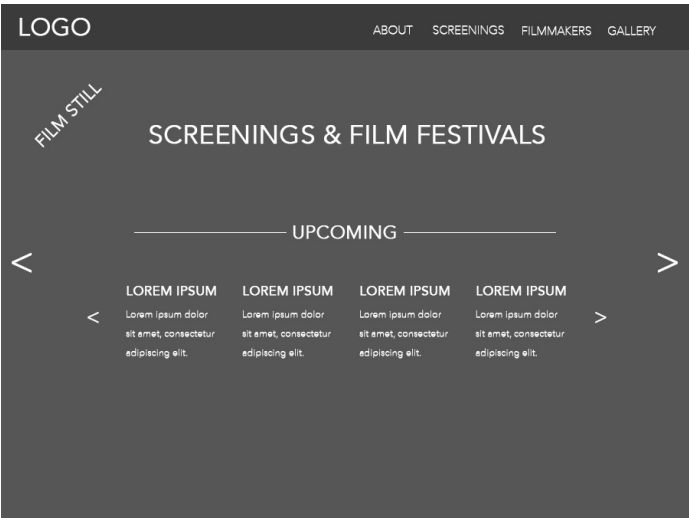 LOGO
ABOUT SCREENINGS FILMMAKERS GALLERY
FILM STILL
SCREENINGS & FILM FESTIVALS
UPCOMING
< >
LOREM IPSUM LOREM IPSUM LOREM IPSUM LOREM IPSUM
< Lorem ipsum dolor Lorem ipsum dolor Lorem ipsum dolor Lorem ipsum dolor >
sit amet, consectetur sit amet, consectetur sit amet, consectetur sit amet, consectetur
adipiscing elit. adipiscing elit. adipiscing elit. adipiscing elit.